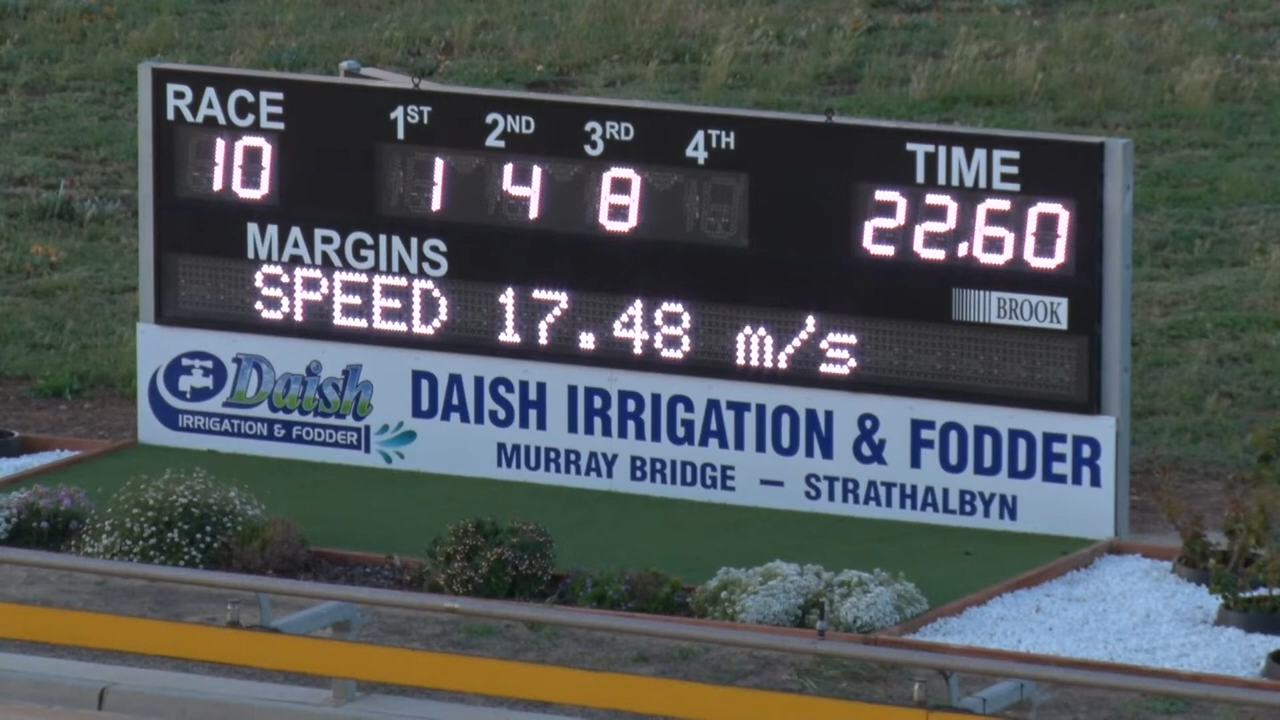 RACE 1ST 2ND 3RD 4TH TIME
10 1 4 8 22.60
MARGINS
SPEED 17.48 m/s
BROOK
Daish
IRRIGATION & FODDER
DAISH IRRIGATION & FODDER
MURRAY BRIDGE — STRATHALBYN